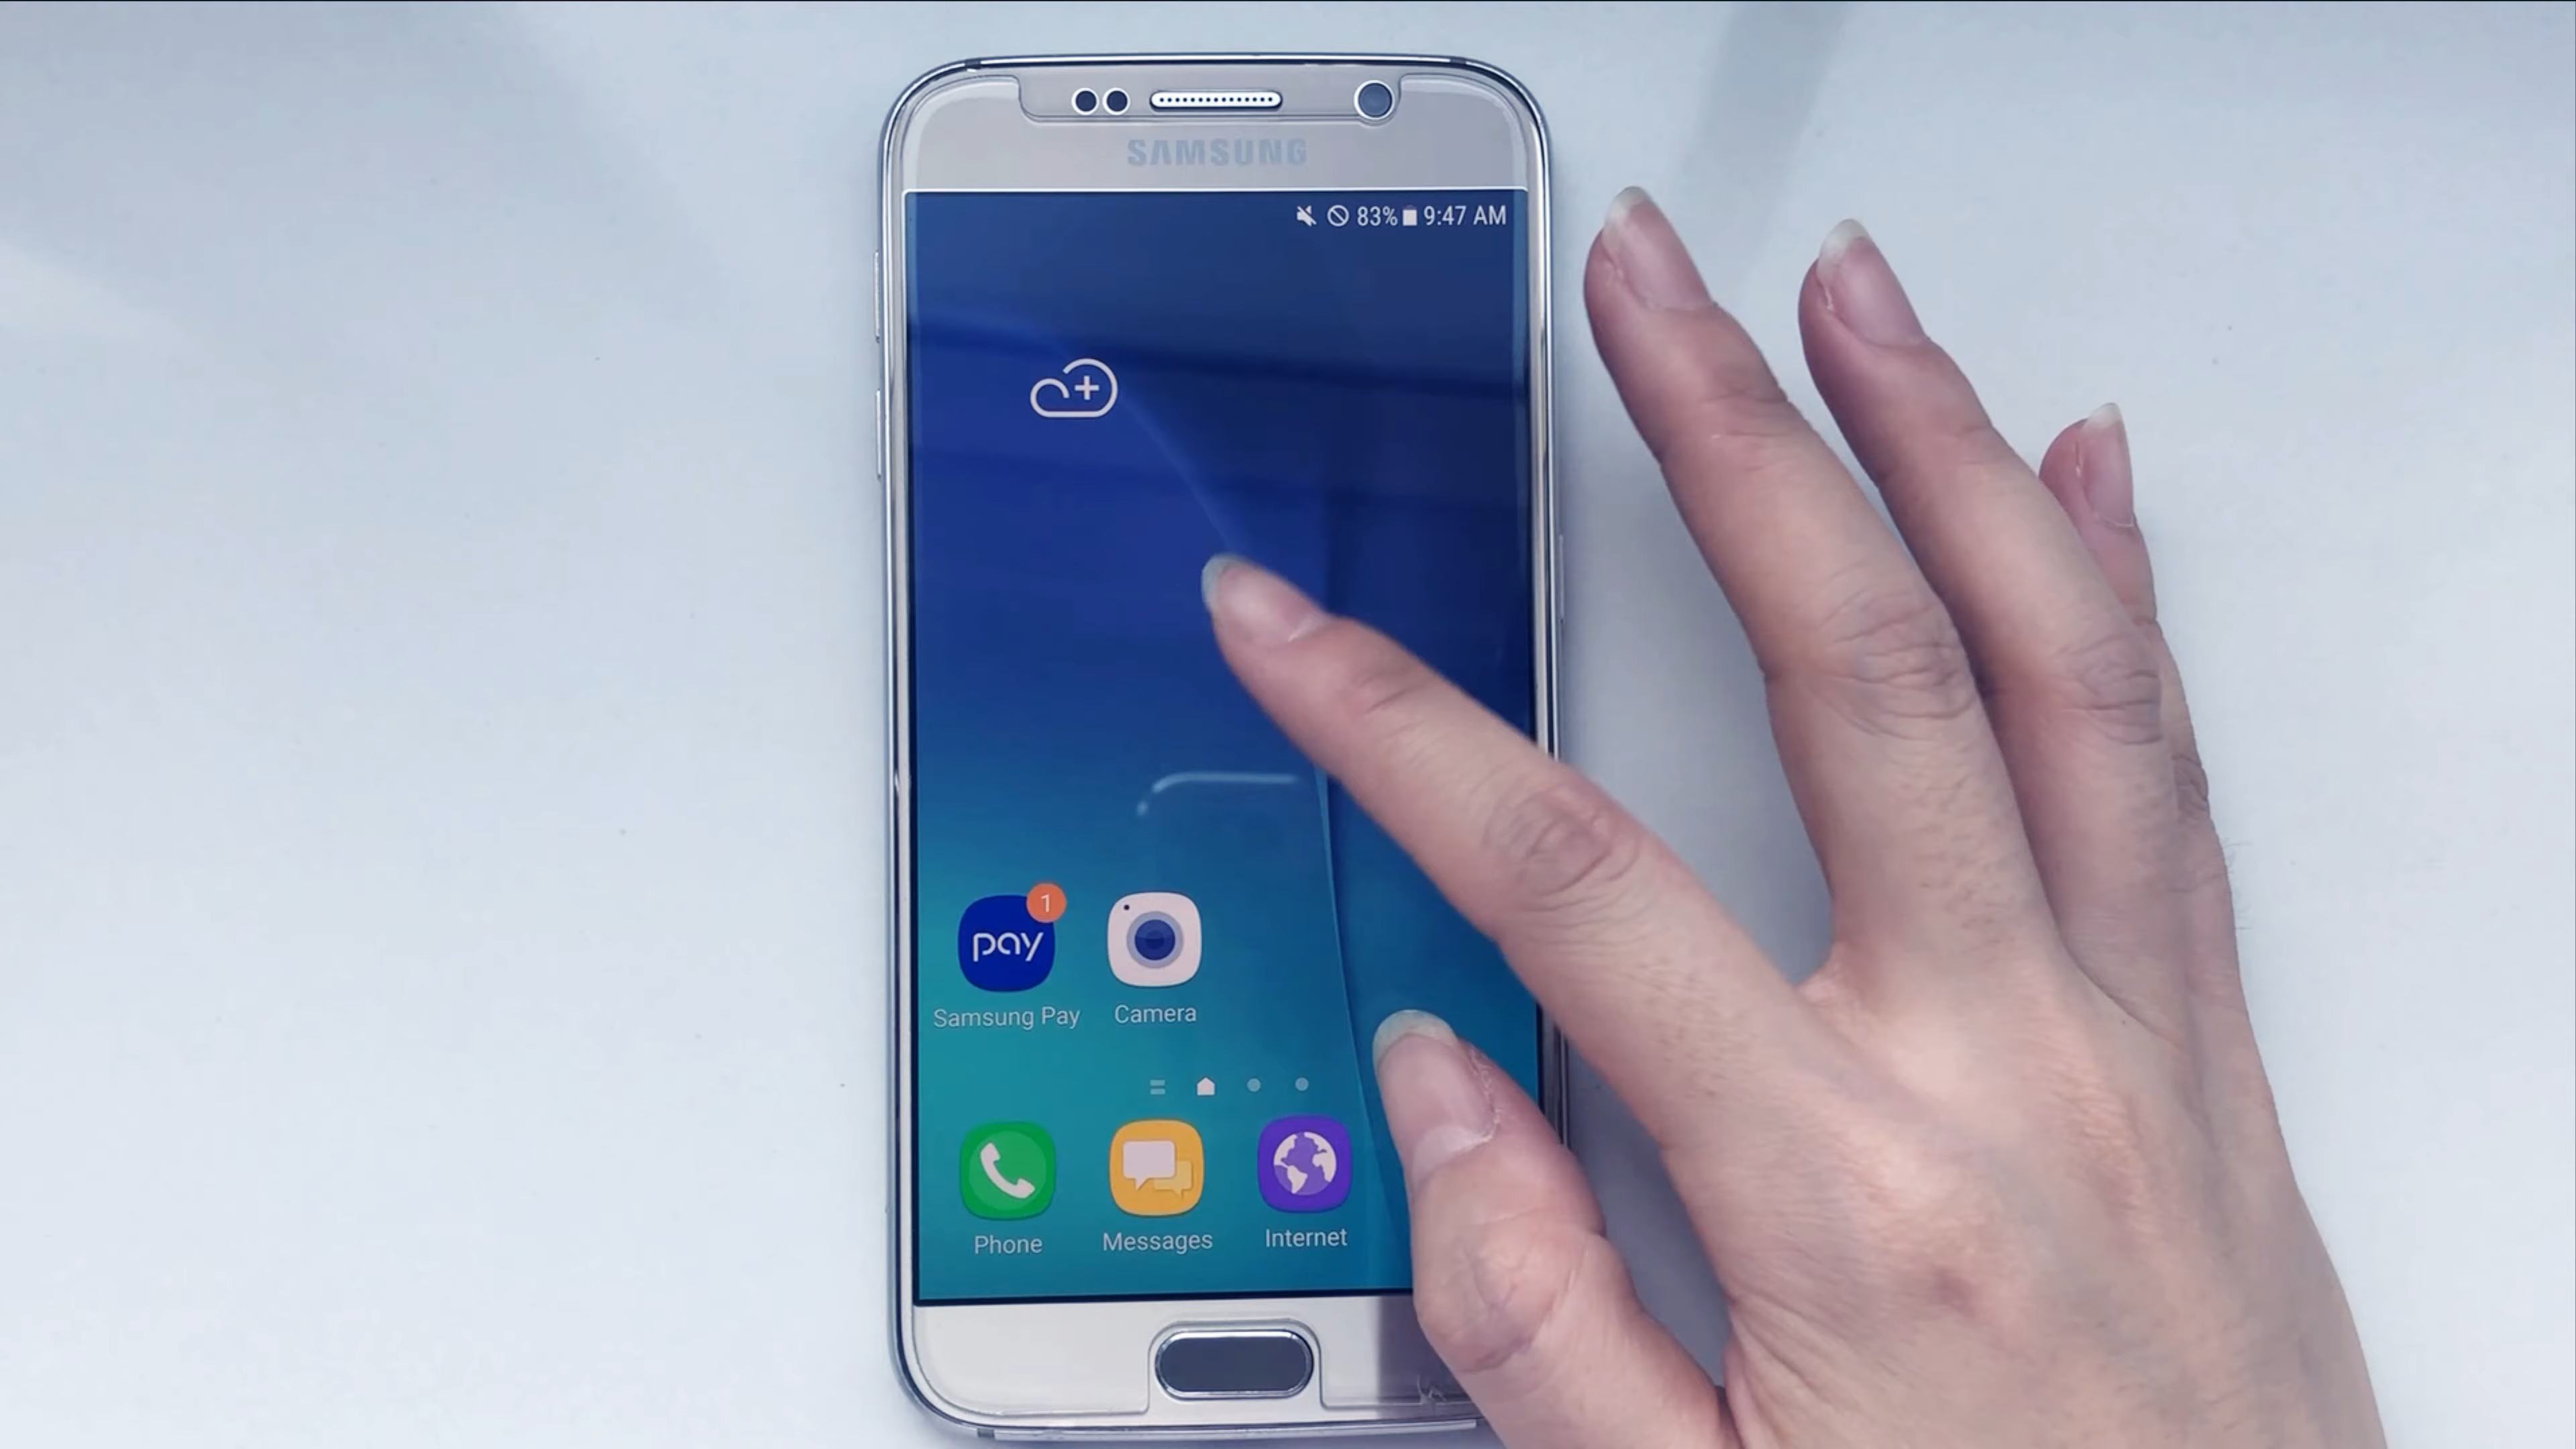 SAMSUNG
83% 9:47 AM
1
pay
Samsung Pay
Camera
Phone
Messages
Internet